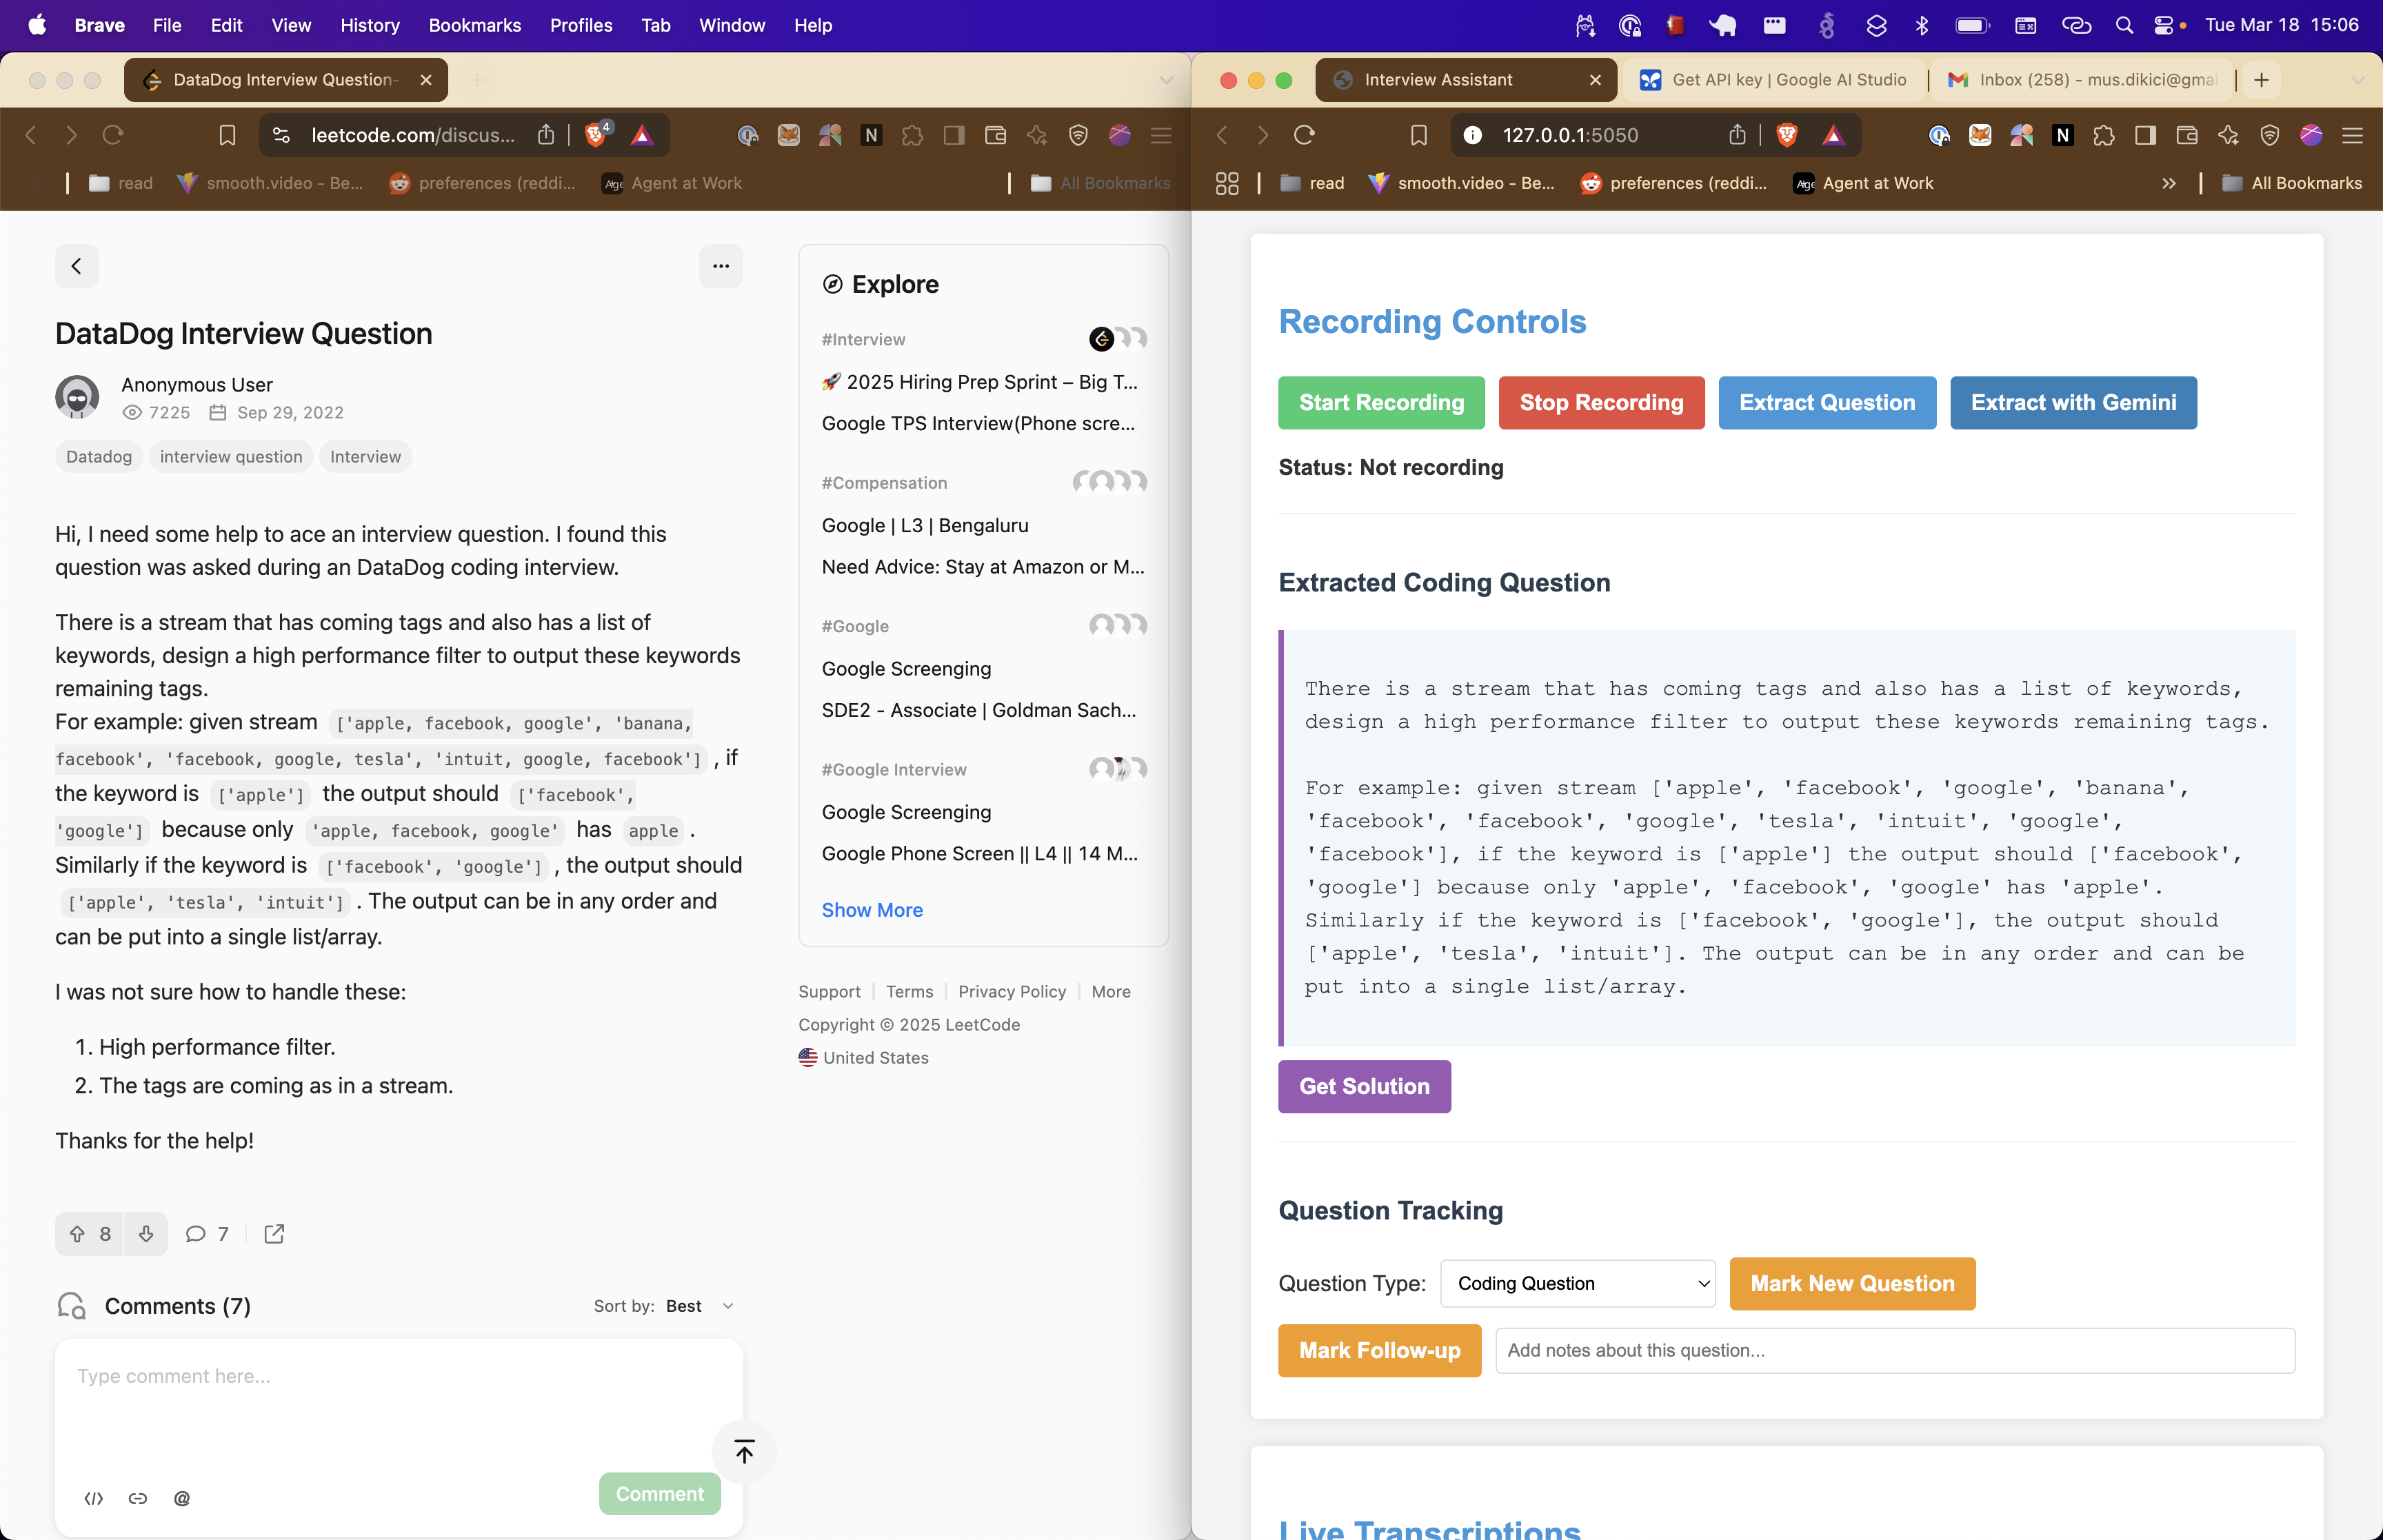 Brave File Edit View History Bookmarks Profiles Tab Window Help
Tue Mar 18 15:06
DataDog Interview Question-
leetcode.com/discus...
4
N
read
smooth.video - Be...
preferences (reddi...
Agent at Work
All Bookmarks
DataDog Interview Question
Anonymous User
7225 Sep 29, 2022
Datadog interview question Interview
Hi, I need some help to ace an interview question. I found this
question was asked during an DataDog coding interview.
There is a stream that has coming tags and also has a list of
keywords, design a high performance filter to output these keywords
remaining tags.
For example: given stream ['apple, facebook, google', 'banana,
facebook', 'facebook, google, tesla', 'intuit, google, facebook'] , if
the keyword is ['apple'] the output should ['facebook',
'google'] because only 'apple, facebook, google' has apple .
Similarly if the keyword is ['facebook', 'google'] , the output should
['apple', 'tesla', 'intuit'] . The output can be in any order and
can be put into a single list/array.
I was not sure how to handle these:
1. High performance filter.
2. The tags are coming as in a stream.
Thanks for the help!
8 7
Comments (7)
Sort by: Best
Type comment here...
</> @
Comment
Explore
#Interview
🚀 2025 Hiring Prep Sprint – Big T...
Google TPS Interview(Phone scre...
#Compensation
Google | L3 | Bengaluru
Need Advice: Stay at Amazon or M...
#Google
Google Screenging
SDE2 - Associate | Goldman Sach...
#Google Interview
Google Screenging
Google Phone Screen || L4 || 14 M...
Show More
Support Terms Privacy Policy More
Copyright © 2025 LeetCode
United States
Interview Assistant
Get API key | Google AI Studio
Inbox (258) - mus.dikici@gmai
127.0.0.1:5050
N
read
smooth.video - Be...
preferences (reddi...
Agent at Work
All Bookmarks
Recording Controls
Start Recording Stop Recording Extract Question Extract with Gemini
Status: Not recording
Extracted Coding Question
There is a stream that has coming tags and also has a list of keywords,
design a high performance filter to output these keywords remaining tags.
For example: given stream ['apple', 'facebook', 'google', 'banana',
'facebook', 'facebook', 'google', 'tesla', 'intuit', 'google',
'facebook'], if the keyword is ['apple'] the output should ['facebook',
'google'] because only 'apple', 'facebook', 'google' has 'apple'.
Similarly if the keyword is ['facebook', 'google'], the output should
['apple', 'tesla', 'intuit']. The output can be in any order and can be
put into a single list/array.
Get Solution
Question Tracking
Question Type: Coding Question Mark New Question
Mark Follow-up Add notes about this question...
Live Transcriptions